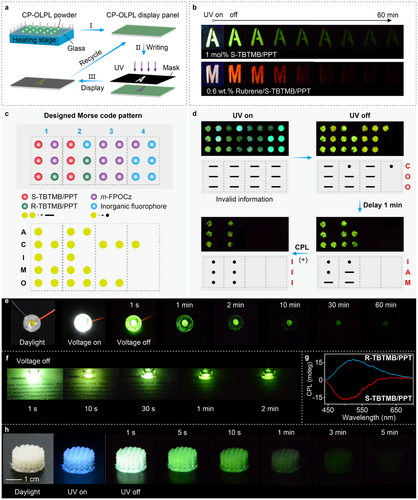 a
CP-OLPL powder
CP-OLPL display panel
I
Heating stage
Glass
Recycle
II
Writing
UV
Mask
III
Display
A
b
UV on
off
60 min
A A A A A A A A A
1 mol% S-TBTMB/PPT
M M M M M M M M M
0.6 wt.% Rubrene/S-TBTMB/PPT
c
Designed Morse code pattern
1 2 3 4
S-TBTMB/PPT
m-FPOCz
R-TBTMB/PPT
Inorganic fluorophore
A
C
I
M
O
d
UV on
UV off
Invalid information
C
O
O
Delay 1 min
CPL
(+)
I
I
I
I
A
M
e
1 s
1 min
2 min
10 min
30 min
60 min
Daylight
Voltage on
Voltage off
f
Voltage off
1 s
10 s
30 s
1 min
2 min
g
R-TBTMB/PPT
S-TBTMB/PPT
CPL (mdeg)
15
0
-15
450
500
600
Wavelength (nm)
h
1 s
5 s
10 s
1 min
3 min
5 min
1 cm
Daylight
UV on
UV off